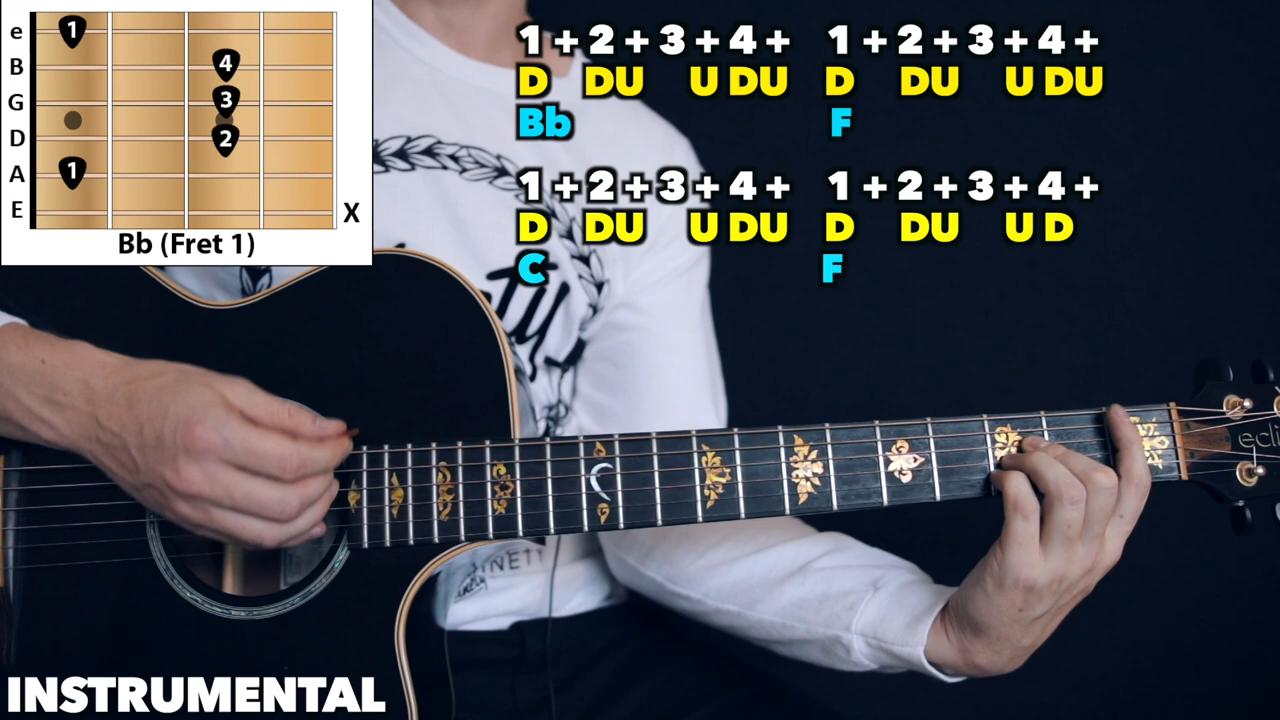 e 1
B 4
G 3
D 2
A 1
E X
Bb (Fret 1)
1 + 2 + 3 + 4 + 1 + 2 + 3 + 4 +
D DU U DU D DU U DU
Bb F
1 + 2 + 3 + 4 + 1 + 2 + 3 + 4 +
D DU U DU D DU U D
C F
ecli
INSTRUMENTAL